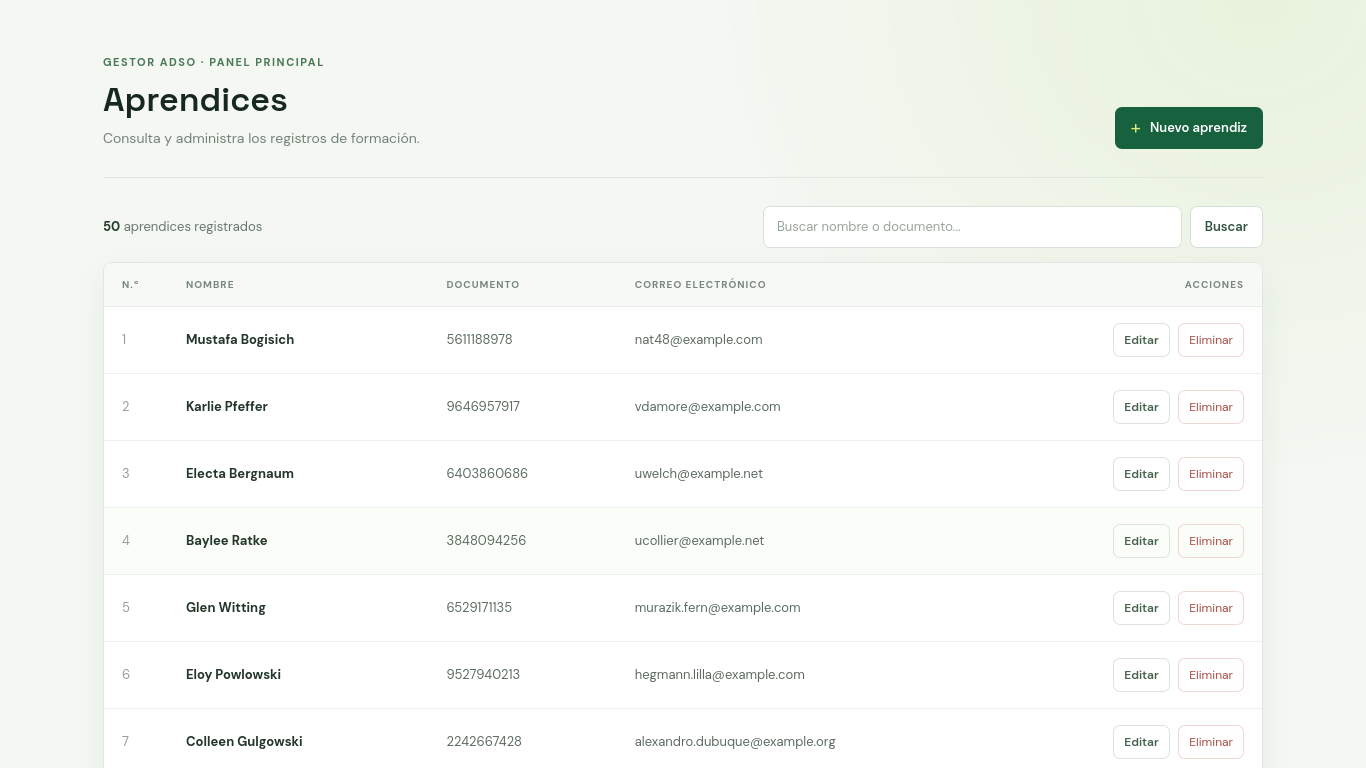 GESTOR ADSO · PANEL PRINCIPAL
Aprendices
Consulta y administra los registros de formación.
+ Nuevo aprendiz
50 aprendices registrados
Buscar nombre o documento...
Buscar
N.º NOMBRE DOCUMENTO CORREO ELECTRÓNICO ACCIONES
1 Mustafa Bogisich 5611188978 nat48@example.com Editar Eliminar
2 Karlie Pfeffer 9646957917 vdamore@example.com Editar Eliminar
3 Electa Bergnaum 6403860686 uwelch@example.net Editar Eliminar
4 Baylee Ratke 3848094256 ucollier@example.net Editar Eliminar
5 Glen Witting 6529171135 murazik.fern@example.com Editar Eliminar
6 Eloy Powlowski 9527940213 hegmann.lilla@example.com Editar Eliminar
7 Colleen Gulgowski 2242667428 alexandro.dubuque@example.org Editar Eliminar